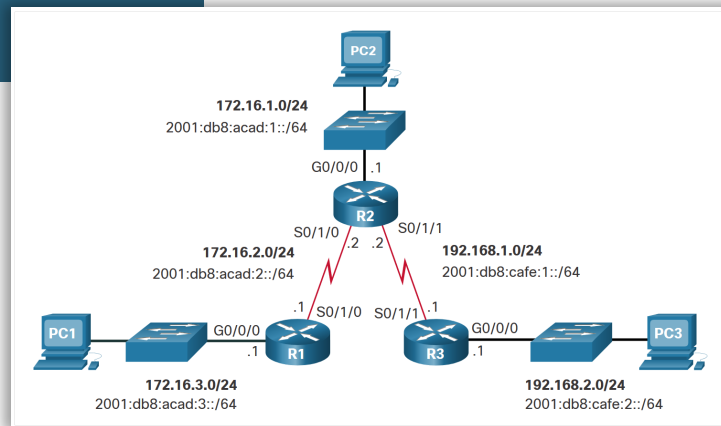 PC2
172.16.1.0/24
2001:db8:acad:1::/64
G0/0/0 .1
R2
S0/1/0 .2 .2 S0/1/1
172.16.2.0/24
2001:db8:acad:2::/64
192.168.1.0/24
2001:db8:cafe:1::/64
.1 S0/1/0 S0/1/1 .1
PC1
G0/0/0
.1
R1
R3
G0/0/0
.1
PC3
172.16.3.0/24
2001:db8:acad:3::/64
192.168.2.0/24
2001:db8:cafe:2::/64